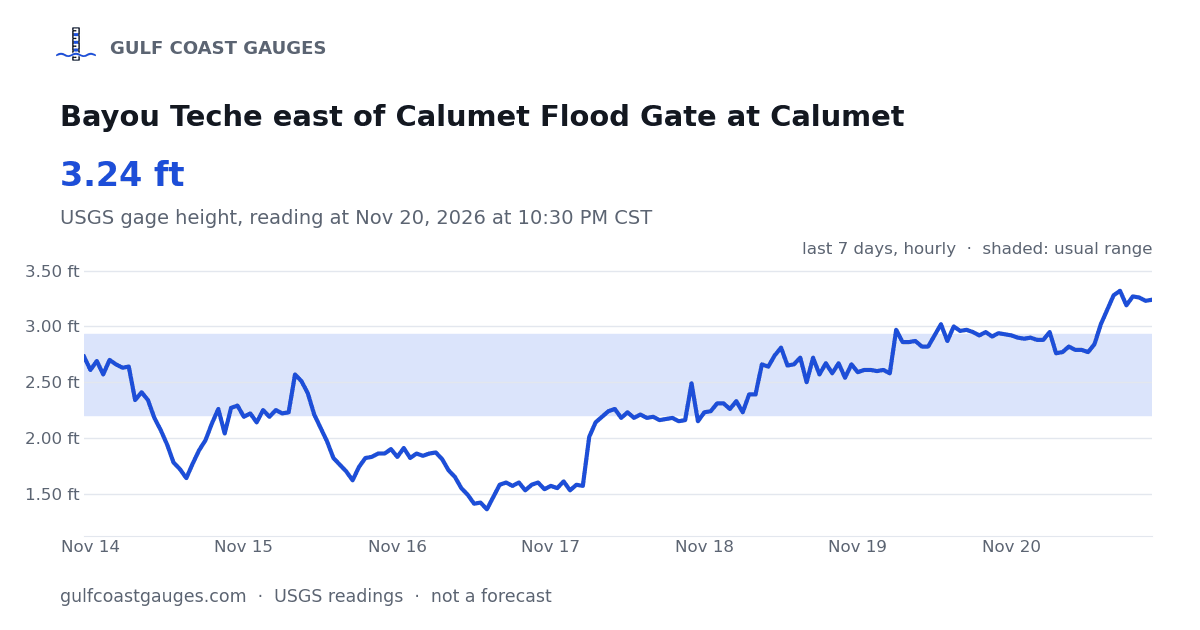 GULF COAST GAUGES
Bayou Teche east of Calumet Flood Gate at Calumet
3.24 ft
USGS gage height, reading at Nov 20, 2026 at 10:30 PM CST
last 7 days, hourly · shaded: usual range
3.50 ft
3.00 ft
2.50 ft
2.00 ft
1.50 ft
Nov 14 Nov 15 Nov 16 Nov 17 Nov 18 Nov 19 Nov 20
gulfcoastgauges.com · USGS readings · not a forecast